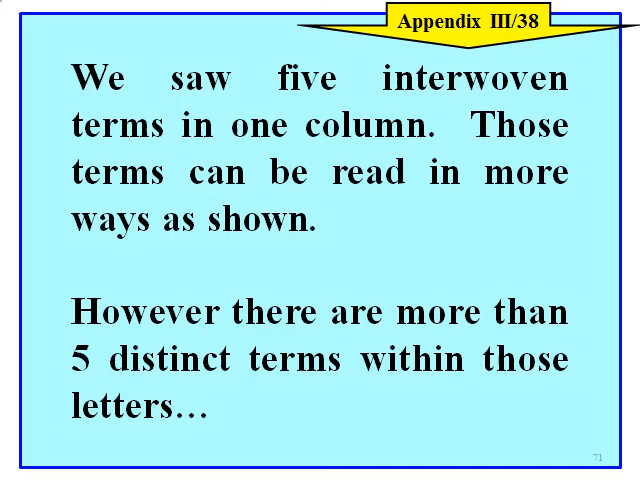 Appendix III/38
We saw five interwoven
terms in one column. Those
terms can be read in more
ways as shown.
However there are more than
5 distinct terms within those
letters…
71